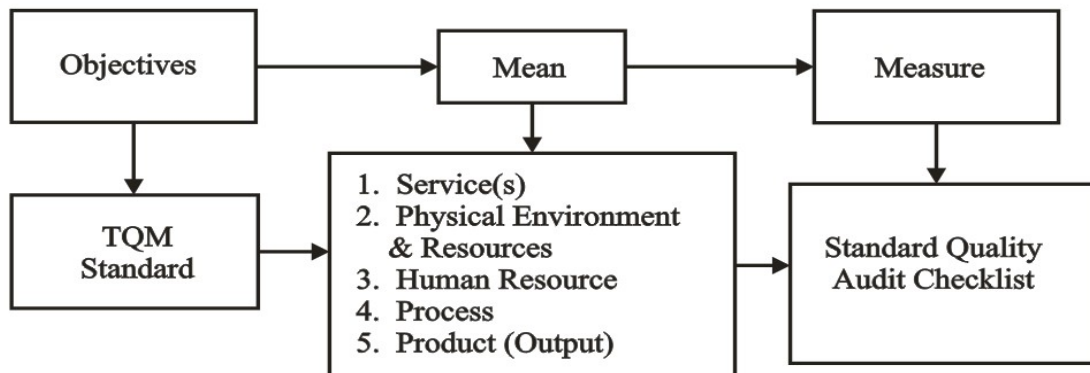 Objectives
Mean
Measure
TQM
Standard
1. Service(s)
2. Physical Environment
& Resources
3. Human Resource
4. Process
5. Product (Output)
Standard Quality
Audit Checklist